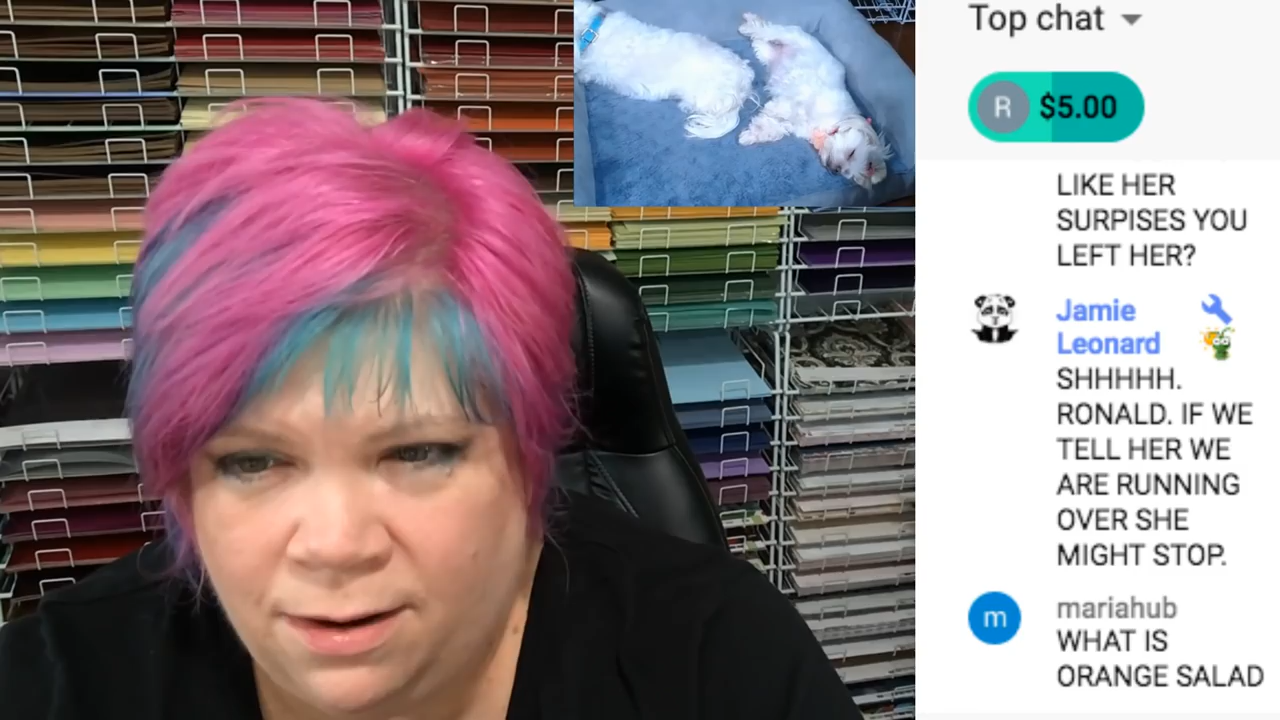 Top chat
R $5.00
LIKE HER
SURPISES YOU
LEFT HER?
Jamie
Leonard
SHHHHH.
RONALD. IF WE
TELL HER WE
ARE RUNNING
OVER SHE
MIGHT STOP.
m
mariahub
WHAT IS
ORANGE SALAD